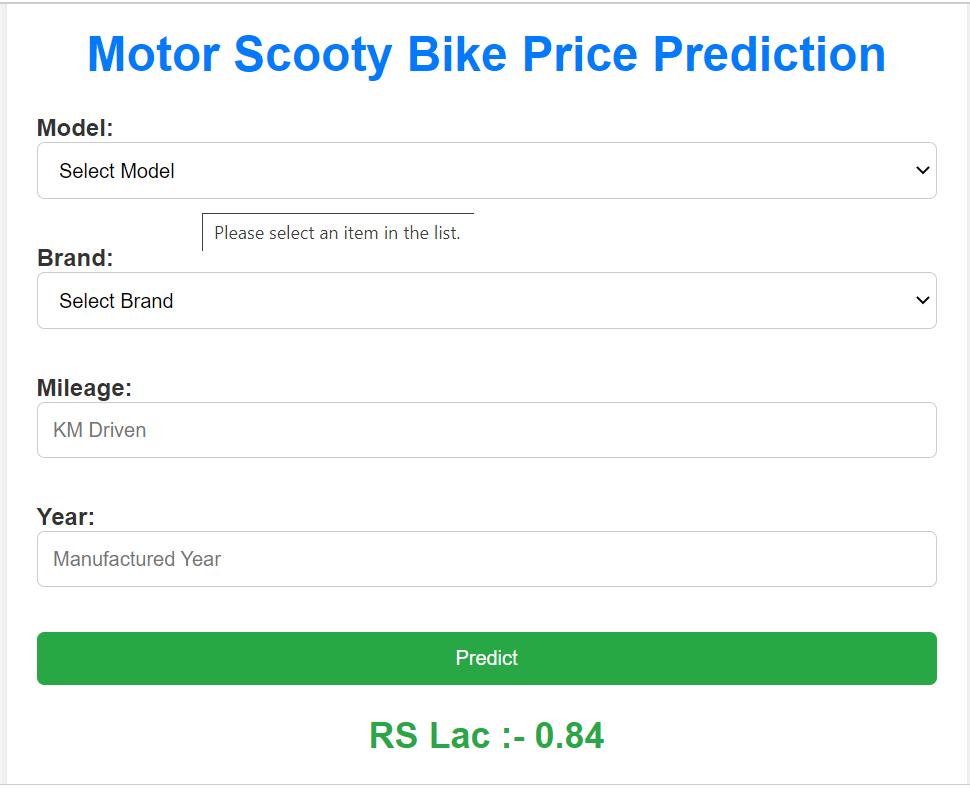 Motor Scooty Bike Price Prediction
Model:
Select Model
Please select an item in the list.
Brand:
Select Brand
Mileage:
KM Driven
Year:
Manufactured Year
Predict
RS Lac :- 0.84